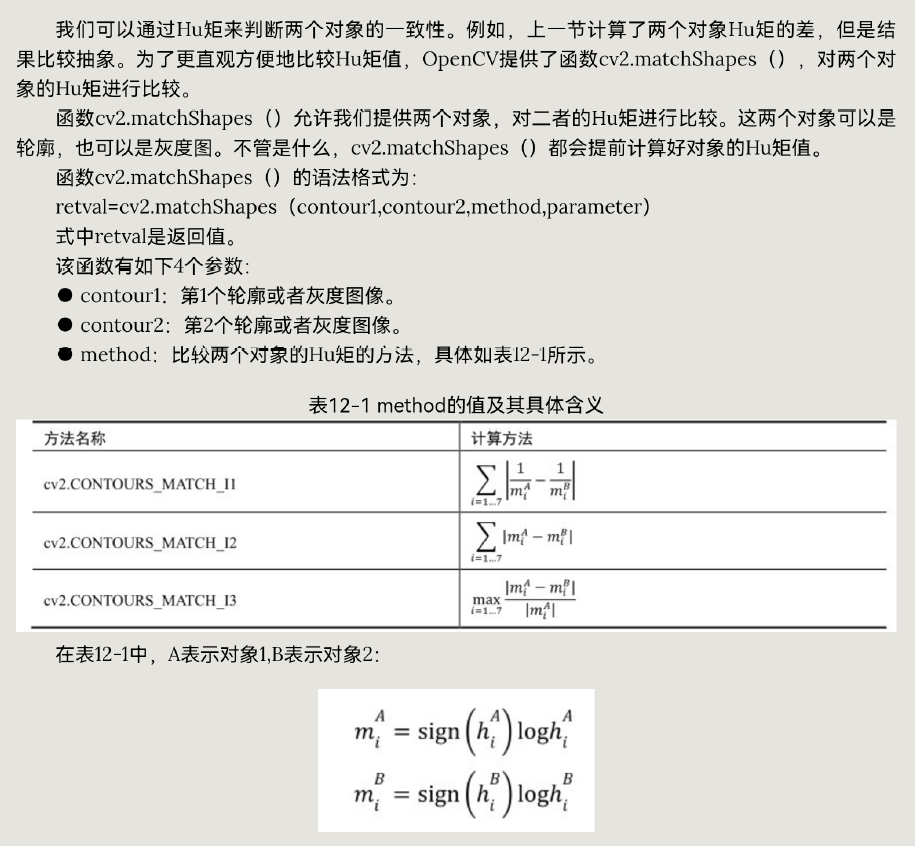 我们可以通过Hu矩来判断两个对象的一致性。例如，上一节计算了两个对象Hu矩的差，但是结
果比较抽象。为了更直观方便地比较Hu矩值，OpenCV提供了函数cv2.matchShapes（），对两个对
象的Hu矩进行比较。
函数cv2.matchShapes（）允许我们提供两个对象，对二者的Hu矩进行比较。这两个对象可以是
轮廓，也可以是灰度图。不管是什么，cv2.matchShapes（）都会提前计算好对象的Hu矩值。
函数cv2.matchShapes（）的语法格式为：
retval=cv2.matchShapes（contour1,contour2,method,parameter）
式中retval是返回值。
该函数有如下4个参数：
● contour1：第1个轮廓或者灰度图像。
● contour2：第2个轮廓或者灰度图像。
● method：比较两个对象的Hu矩的方法，具体如表12-1所示。
表12-1 method的值及其具体含义
方法名称 计算方法
cv2.CONTOURS_MATCH_I1 \sum_{i=1...7} \left| \frac{1}{m_i^A} - \frac{1}{m_i^B} \right|
cv2.CONTOURS_MATCH_I2 \sum_{i=1...7} |m_i^A - m_i^B|
cv2.CONTOURS_MATCH_I3 \max_{i=1...7} \frac{|m_i^A - m_i^B|}{|m_i^A|}
在表12-1中，A表示对象1,B表示对象2：
m_i^A = sign(h_i^A) logh_i^A
m_i^B = sign(h_i^B) logh_i^B